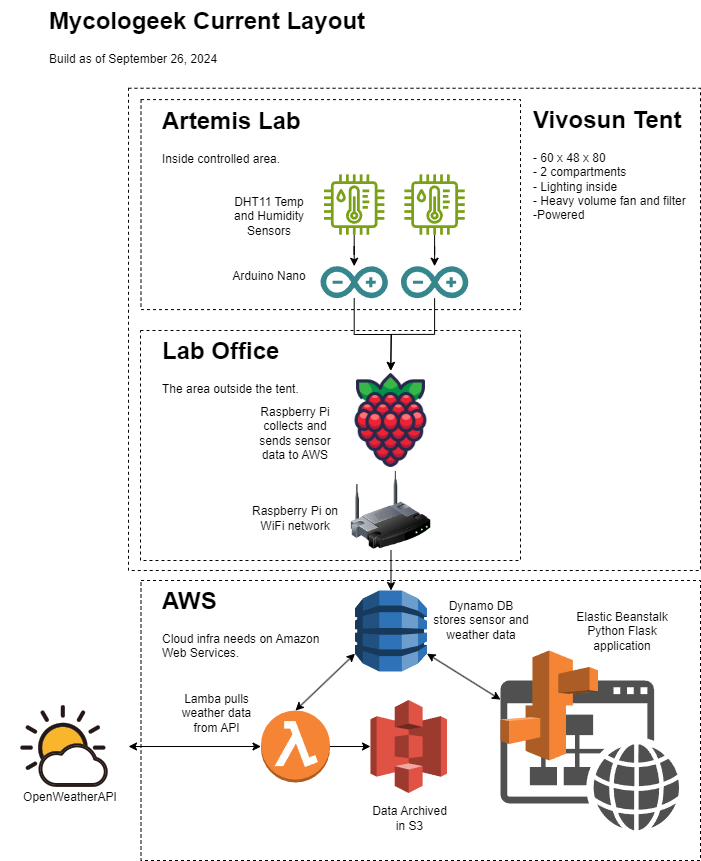 Mycologeek Current Layout
Build as of September 26, 2024
Artemis Lab
Inside controlled area.
Vivosun Tent
- 60 x 48 x 80
- 2 compartments
- Lighting inside
- Heavy volume fan and filter
-Powered
DHT11 Temp
and Humidity
Sensors
Arduino Nano
Lab Office
The area outside the tent.
Raspberry Pi
collects and
sends sensor
data to AWS
Raspberry Pi on
WiFi network
AWS
Cloud infra needs on Amazon
Web Services.
Dynamo DB
stores sensor and
weather data
Elastic Beanstalk
Python Flask
application
Lamba pulls
weather data
from API
OpenWeatherAPI
Data Archived
in S3